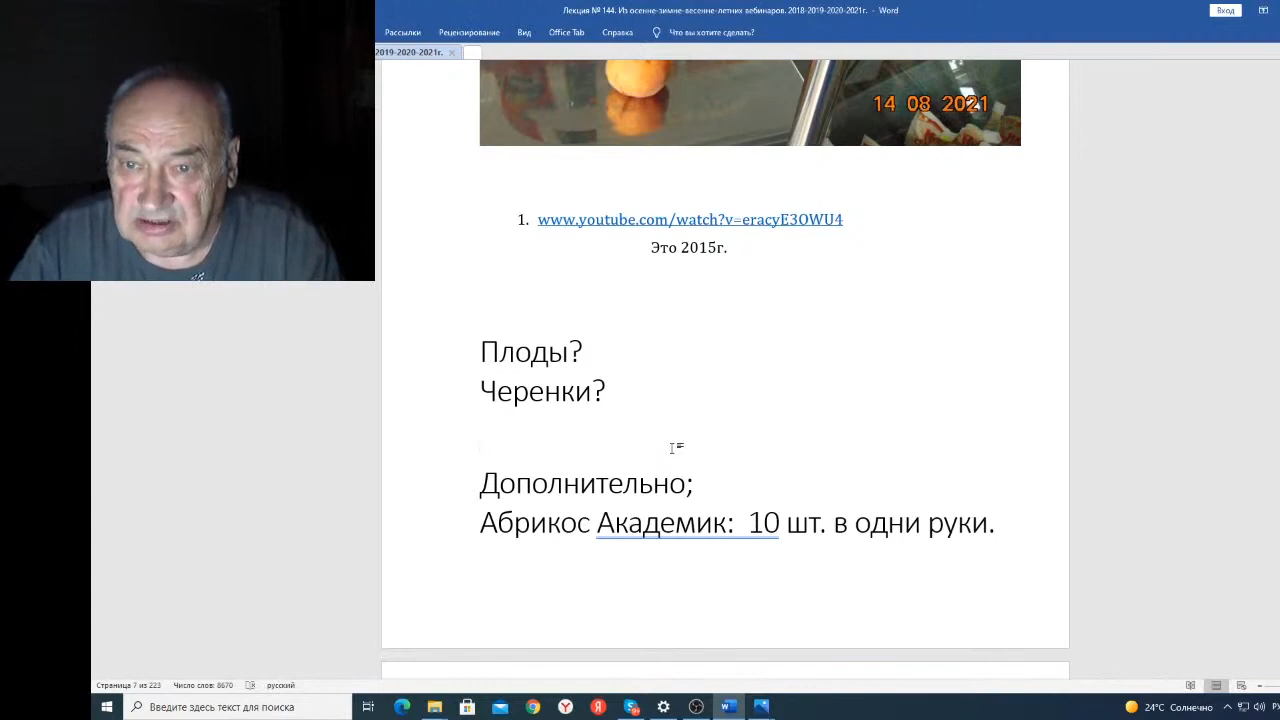 Лекция № 144. Из осенне-зимне-весенне-летних вебинаров. 2018-2019-2020-2021г. - Word
Вход
Рассылки Рецензирование Вид Office Tab Справка Что вы хотите сделать?
2019-2020-2021г.
14 08 2021
1. www.youtube.com/watch?v=eracyE3OWU4
Это 2015г.
Плоды?
Черенки?
Дополнительно;
Абрикос Академик: 10 шт. в одни руки.
Страница 7 из 223 Число слов: 8670 русский
Введите здесь текст для поиска
24°C Солнечно